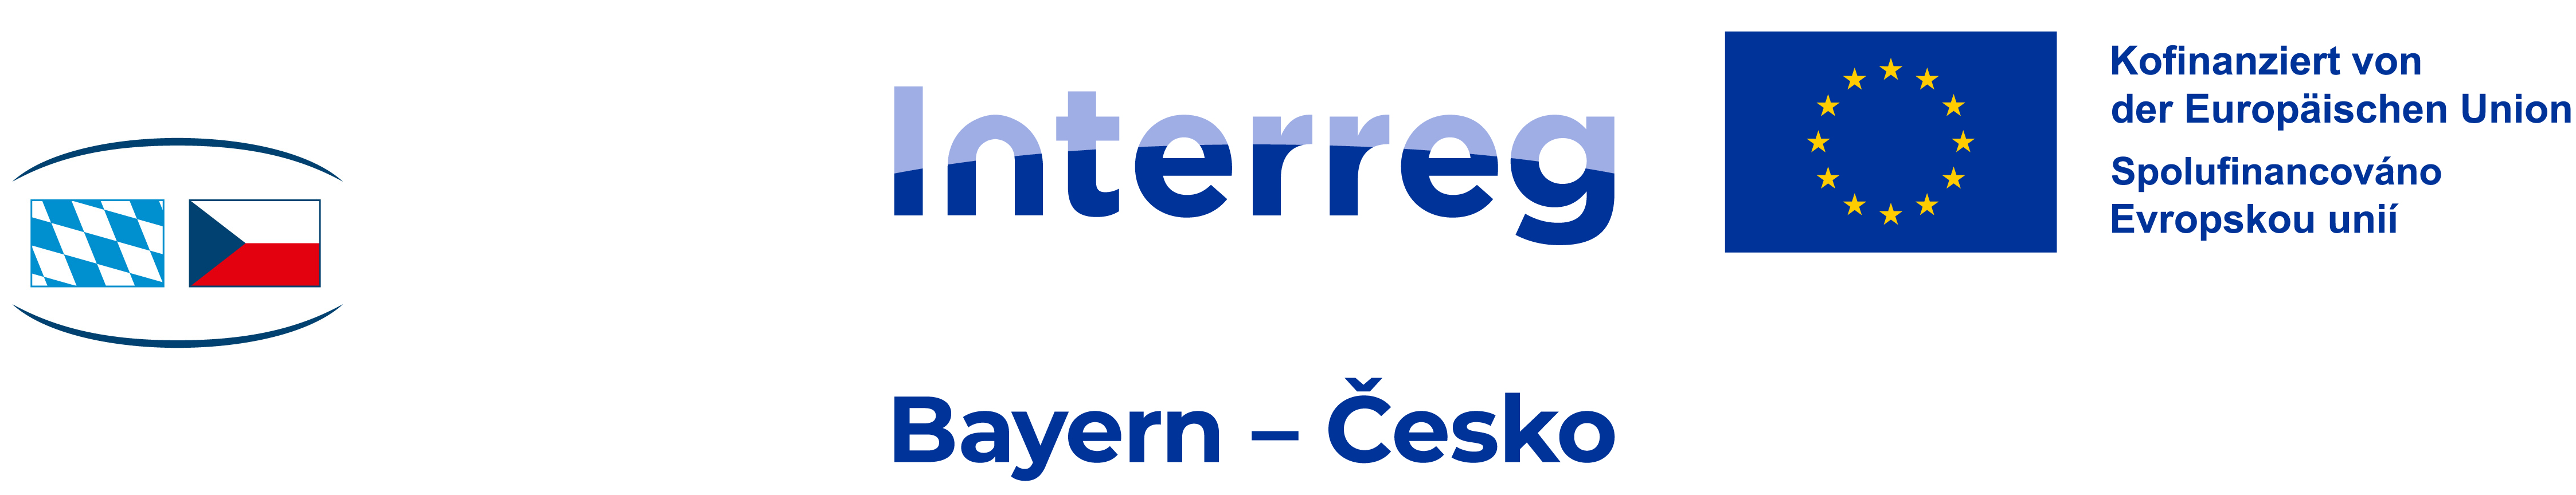 Interreg
Bayern – Česko
Kofinanziert von
der Europäischen Union
Spolufinancováno
Evropskou unií